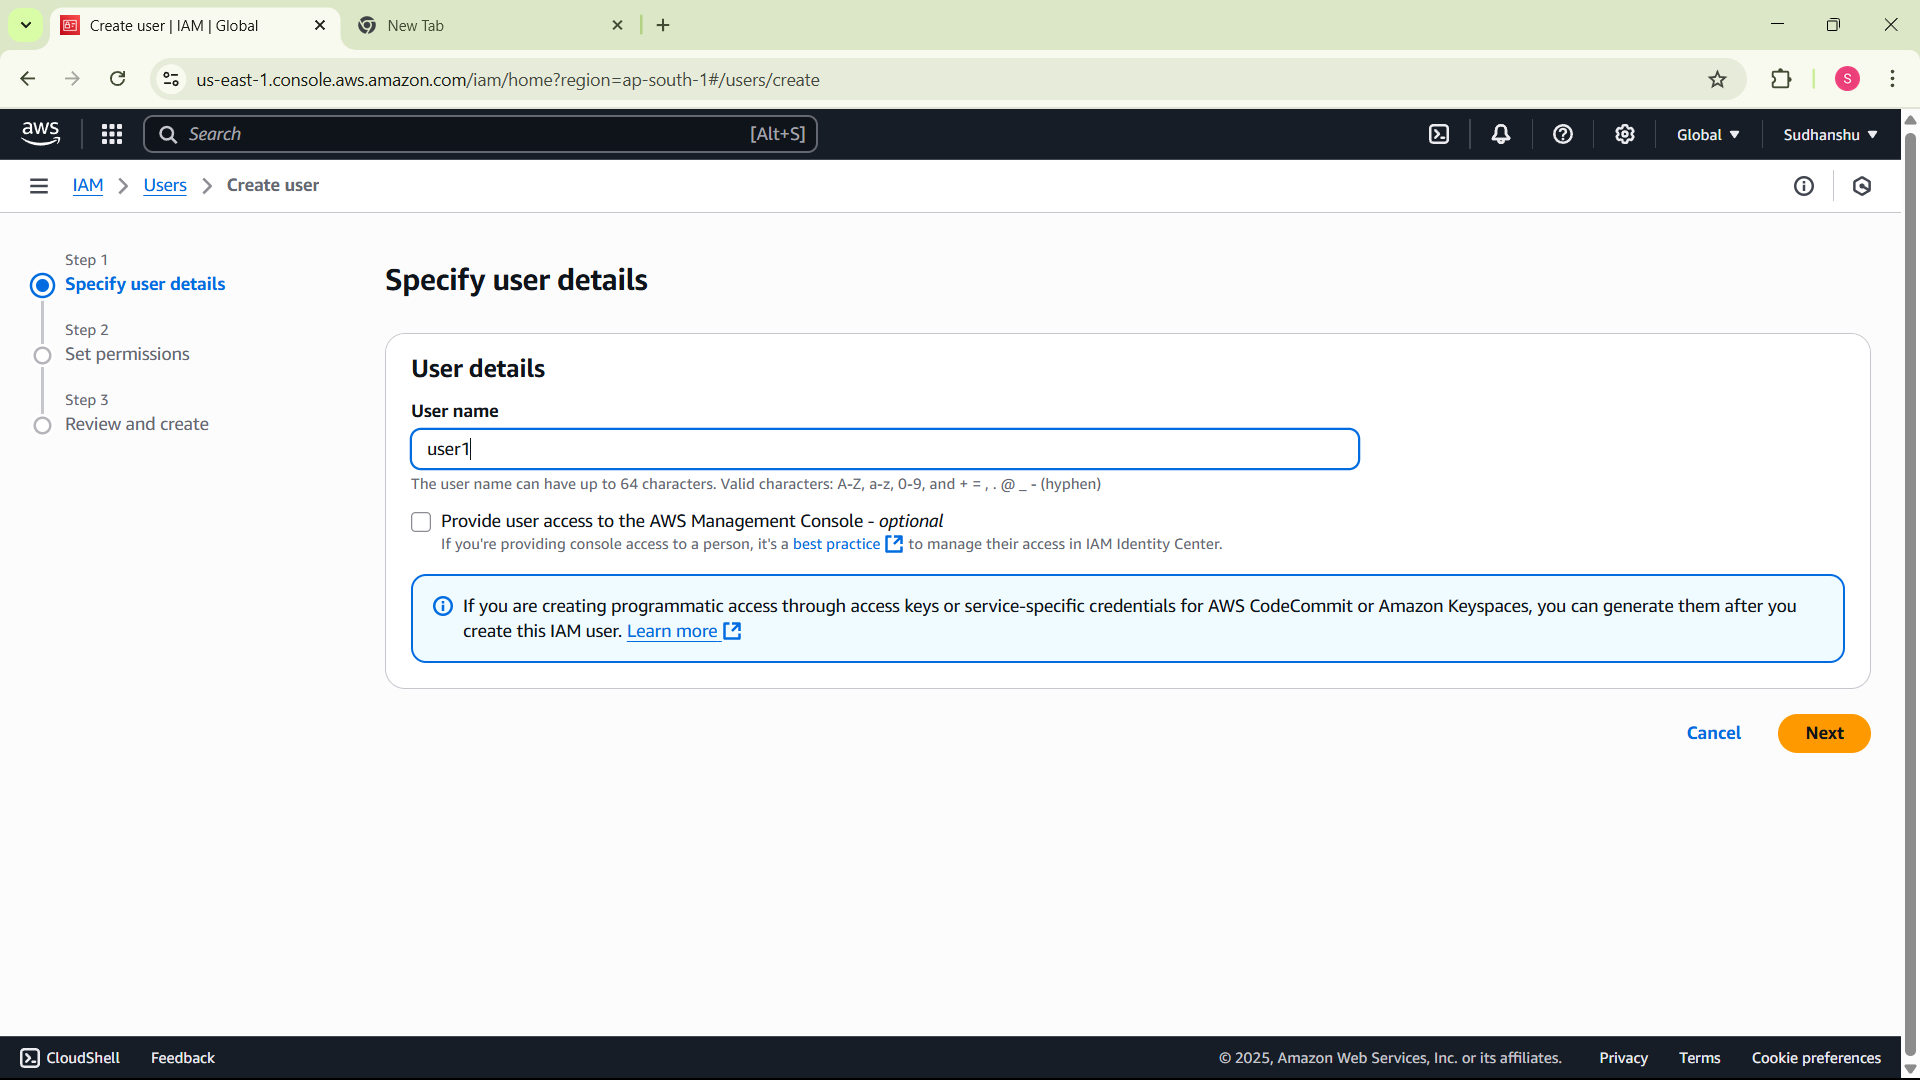 Create user | IAM | Global
New Tab
us-east-1.console.aws.amazon.com/iam/home?region=ap-south-1#/users/create
S
aws
Search
[Alt+S]
Global
Sudhanshu
IAM
Users
Create user
Step 1
Specify user details
Step 2
Set permissions
Step 3
Review and create
Specify user details
User details
User name
user1
The user name can have up to 64 characters. Valid characters: A-Z, a-z, 0-9, and + = , . @ _ - (hyphen)
Provide user access to the AWS Management Console - optional
If you're providing console access to a person, it's a best practice to manage their access in IAM Identity Center.
If you are creating programmatic access through access keys or service-specific credentials for AWS CodeCommit or Amazon Keyspaces, you can generate them after you
create this IAM user. Learn more
Cancel
Next
CloudShell
Feedback
© 2025, Amazon Web Services, Inc. or its affiliates.
Privacy
Terms
Cookie preferences